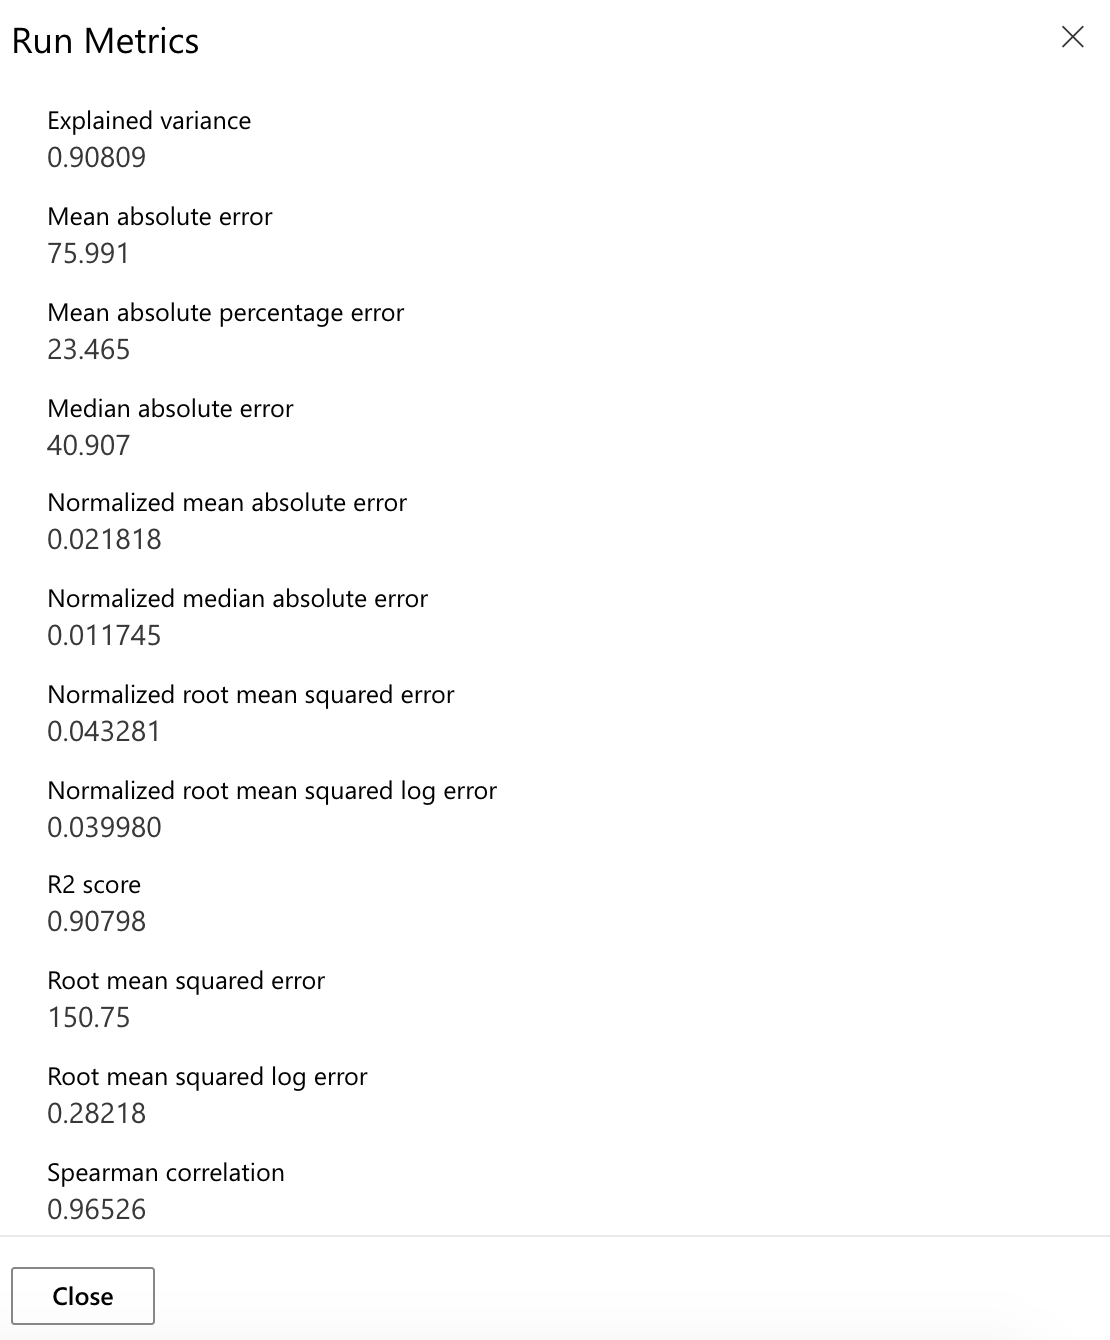 Run Metrics
Explained variance
0.90809
Mean absolute error
75.991
Mean absolute percentage error
23.465
Median absolute error
40.907
Normalized mean absolute error
0.021818
Normalized median absolute error
0.011745
Normalized root mean squared error
0.043281
Normalized root mean squared log error
0.039980
R2 score
0.90798
Root mean squared error
150.75
Root mean squared log error
0.28218
Spearman correlation
0.96526
Close